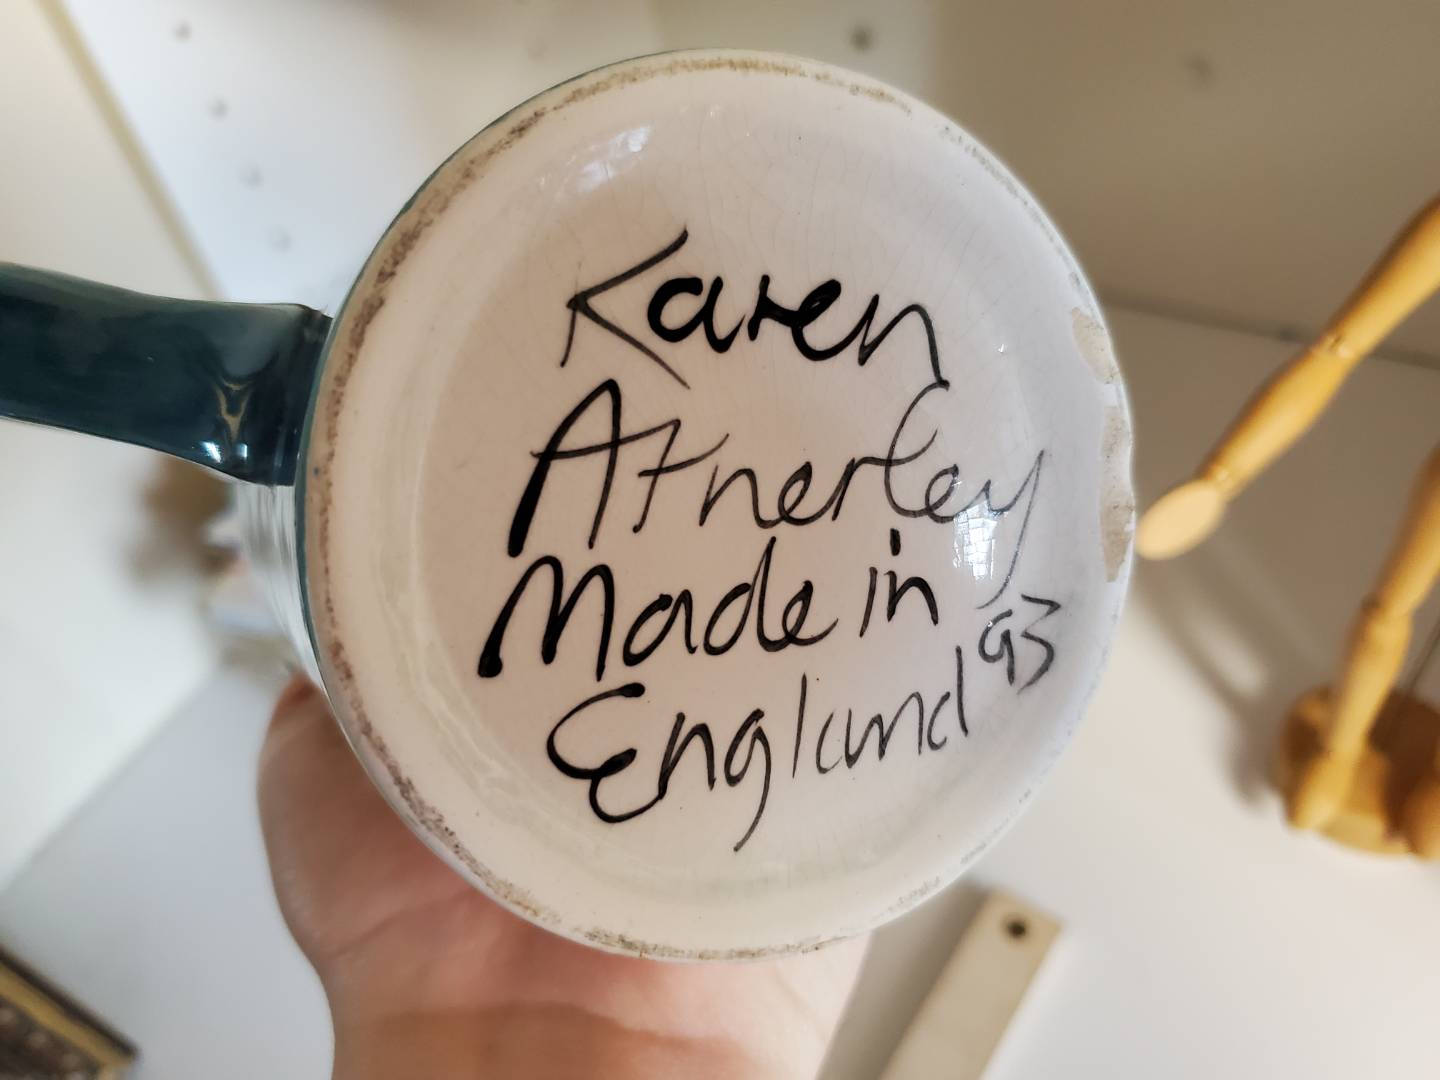 Karen
Atherley
Made in
England 93